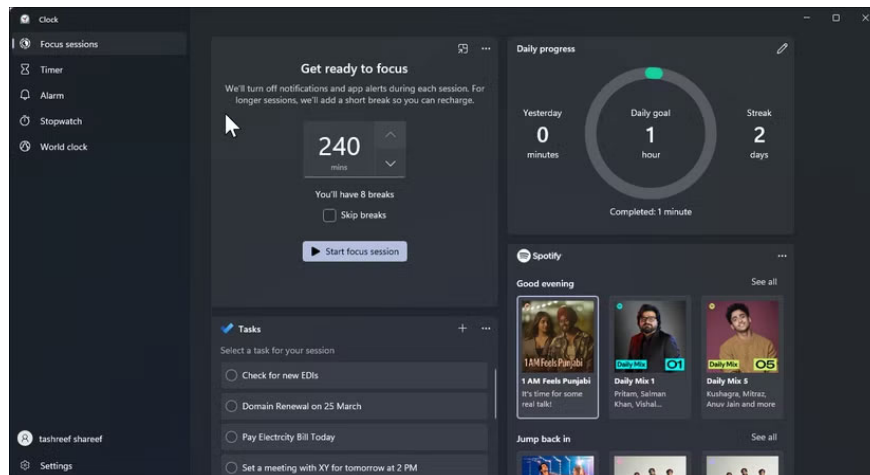 Clock
Focus sessions
Timer
Alarm
Stopwatch
World clock
tashreef shareef
Settings
Get ready to focus
We'll turn off notifications and app alerts during each session. For
longer sessions, we'll add a short break so you can recharge.
240
mins
You'll have 8 breaks
Skip breaks
Start focus session
Tasks
Select a task for your session
Check for new EDIs
Domain Renewal on 25 March
Pay Electrcity Bill Today
Set a meeting with XY for tomorrow at 2 PM
Daily progress
Yesterday
0
minutes
Daily goal
1
hour
Streak
2
days
Completed: 1 minute
Spotify
Good evening
See all
1AM Feels Punjabi
Daily Mix 01
Daily Mix 05
1 AM Feels Punjabi
It's time for some
real talk!
Daily Mix 1
Pritam, Salman
Khan, Vishal...
Daily Mix 5
Kushagra, Mitraz,
Anuv Jain and more
Jump back in
See all